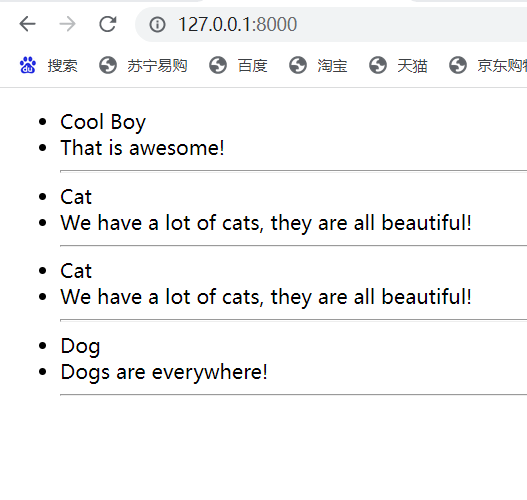 127.0.0.1:8000
搜索 苏宁易购 百度 淘宝 天猫 京东购
Cool Boy
That is awesome!
Cat
We have a lot of cats, they are all beautiful!
Cat
We have a lot of cats, they are all beautiful!
Dog
Dogs are everywhere!